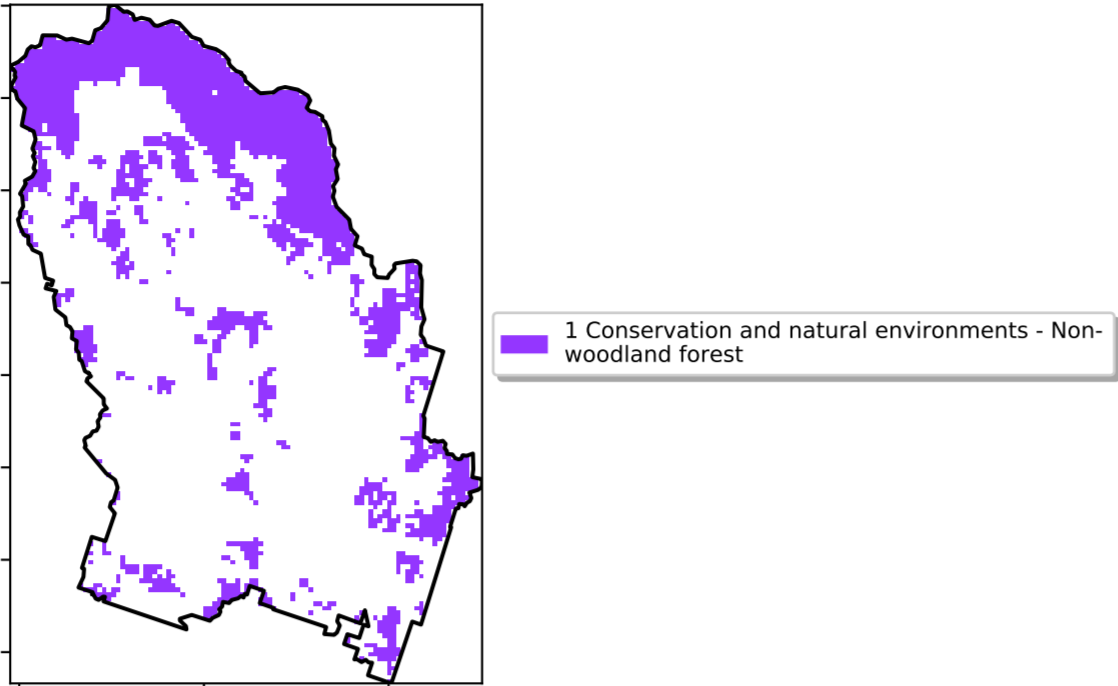 1 Conservation and natural environments - Non-
woodland forest